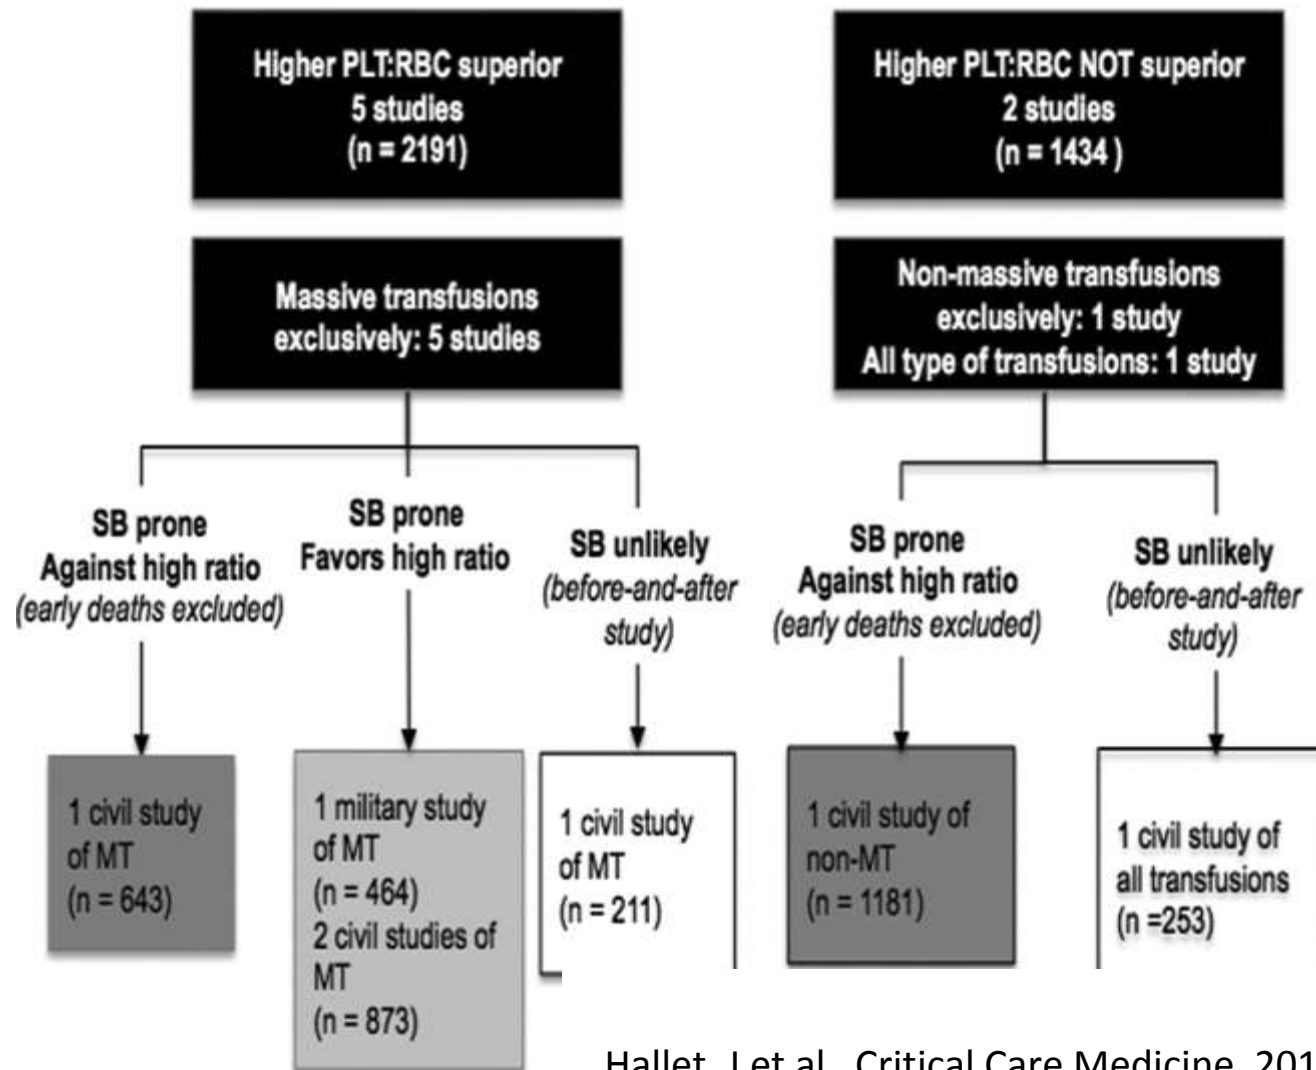 Higher PLT:RBC superior
5 studies
(n = 2191)
Higher PLT:RBC NOT superior
2 studies
(n = 1434 )
Massive transfusions
exclusively: 5 studies
Non-massive transfusions
exclusively: 1 study
All type of transfusions: 1 study
SB prone
Against high ratio
(early deaths excluded)
SB prone
Favors high ratio
SB unlikely
(before-and-after
study)
SB prone
Against high ratio
(early deaths excluded)
SB unlikely
(before-and-after
study)
1 civil study
of MT
(n = 643)
1 military study
of MT
(n = 464)
2 civil studies of
MT
(n = 873)
1 civil study
of MT
(n = 211)
1 civil study of
non-MT
(n = 1181)
1 civil study of
all transfusions
(n =253)
Hallet, J et al., Critical Care Medicine,